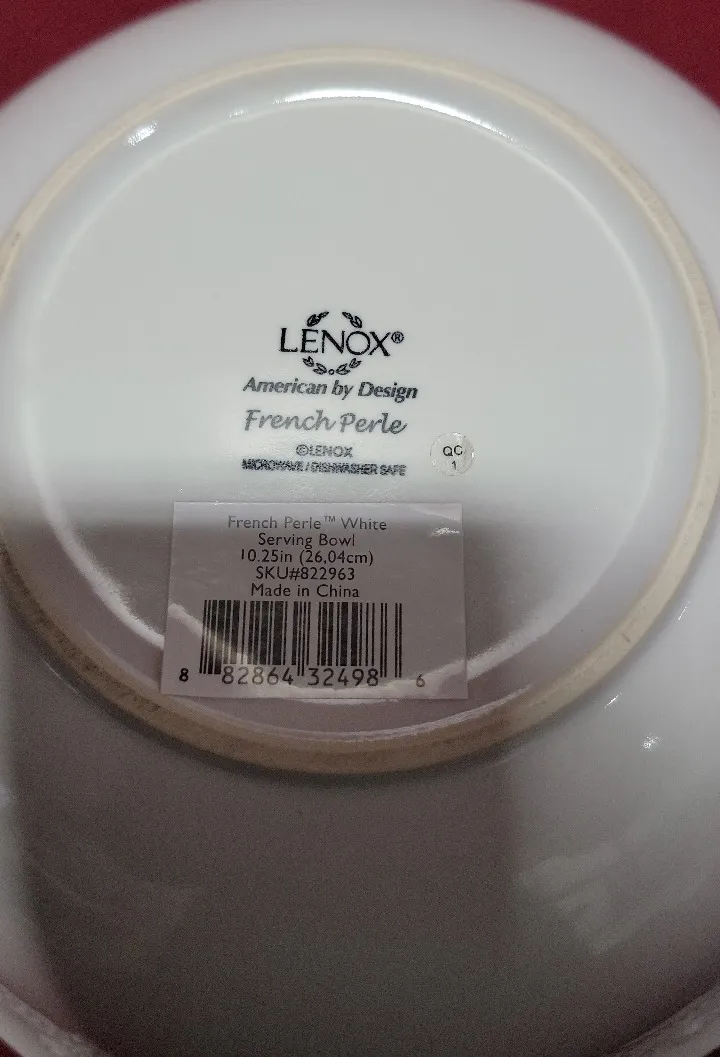 LENOX®
American by Design
French Perle
©LENOX
MICROWAVE / DISHWASHER SAFE
QC
1
French Perle™ White
Serving Bowl
10.25in (26,04cm)
SKU#822963
Made in China
8 82864 32498 6